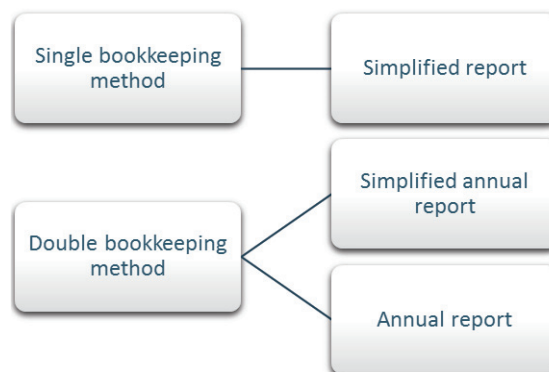 Single bookkeeping
method
Simplified report
Double bookkeeping
method
Simplified annual
report
Annual report